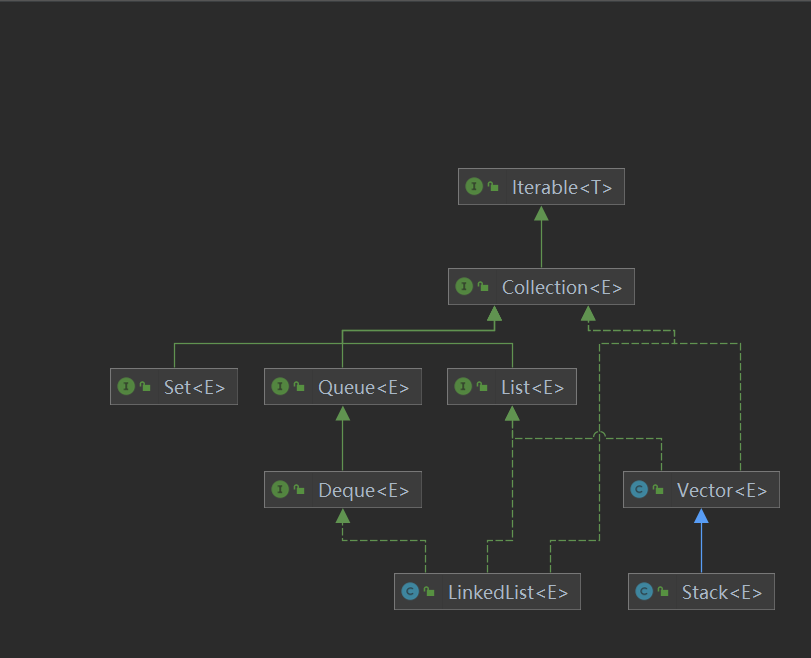 Iterable<T>
Collection<E>
Set<E>
Queue<E>
List<E>
Deque<E>
Vector<E>
LinkedList<E>
Stack<E>